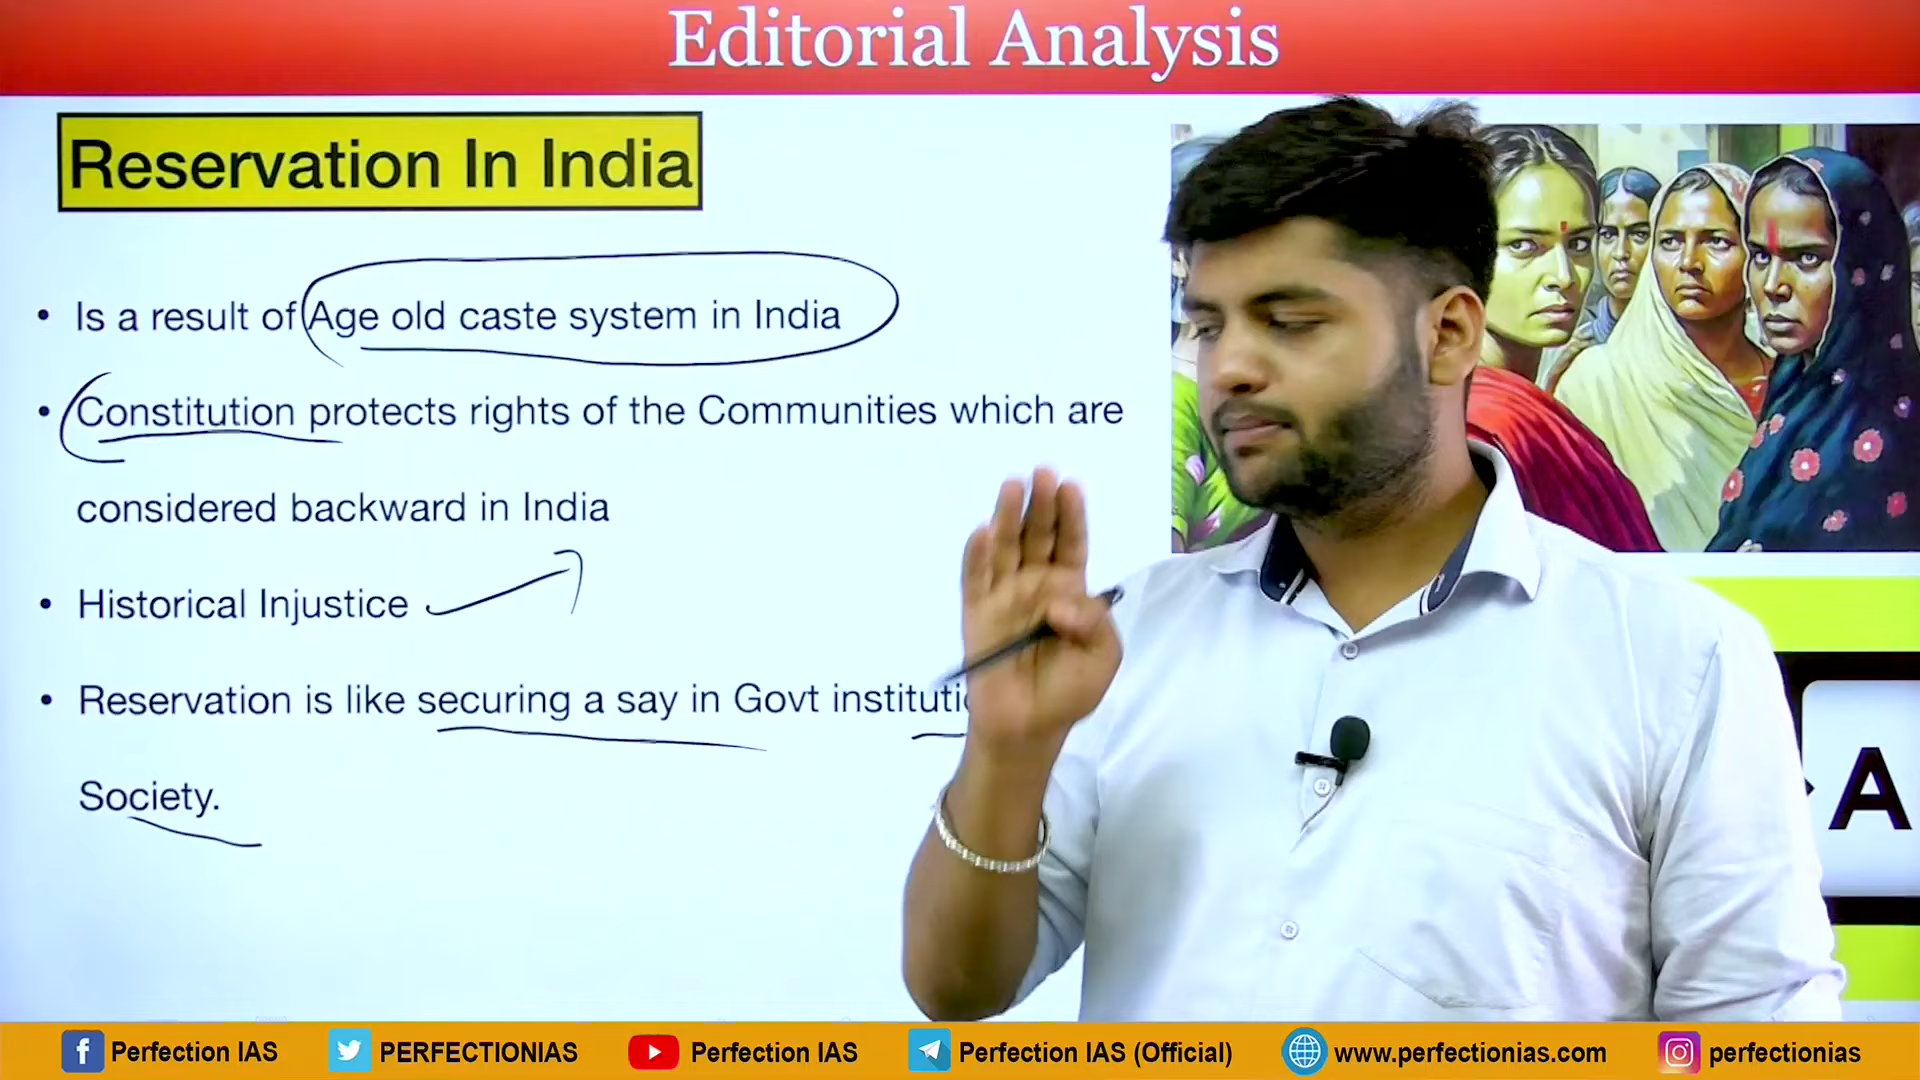 Editorial Analysis
Reservation In India
• Is a result of Age old caste system in India
• Constitution protects rights of the Communities which are
considered backward in India
• Historical Injustice
• Reservation is like securing a say in Govt
Society.
A
Perfection IAS PERFECTIONIAS Perfection IAS Perfection IAS (Official) www.perfectionias.com perfectionias